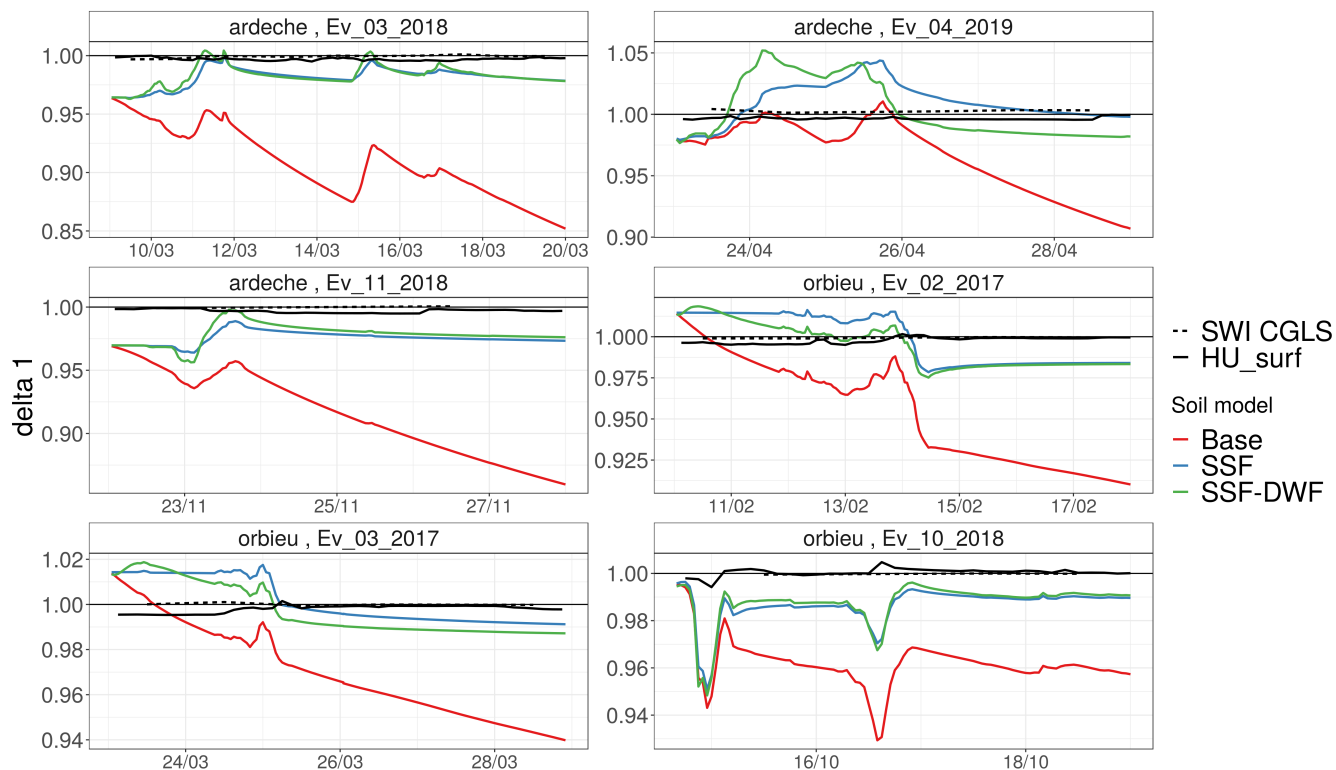 ardeche , Ev_03_2018
1.00
0.95
0.90
0.85
10/03 12/03 14/03 16/03 18/03 20/03
ardeche , Ev_04_2019
1.05
1.00
0.95
0.90
24/04 26/04 28/04
ardeche , Ev_11_2018
1.00
0.95
0.90
23/11 25/11 27/11
orbieu , Ev_02_2017
1.000
0.975
0.950
0.925
11/02 13/02 15/02 17/02
orbieu , Ev_03_2017
1.02
1.00
0.98
0.96
0.94
24/03 26/03 28/03
orbieu , Ev_10_2018
1.00
0.98
0.96
0.94
16/10 18/10
delta 1
SWI CGLS
HU_surf
Soil model
Base
SSF
SSF-DWF